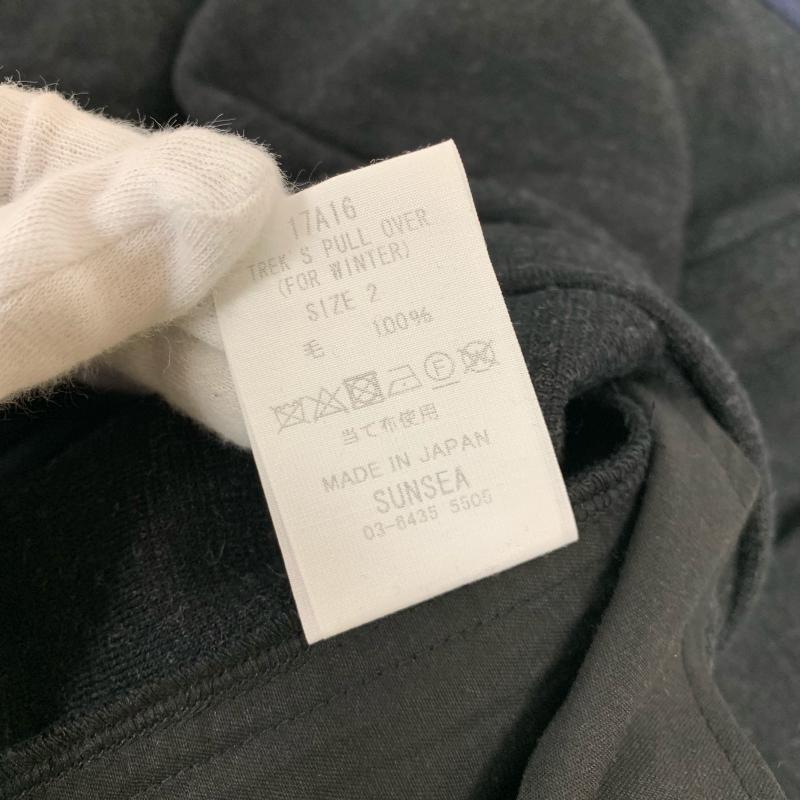 17A16
TREK S PULL OVER
(FOR WINTER)
SIZE 2
毛 100%
F
当て布使用
MADE IN JAPAN
SUNSEA
03-6435 5505